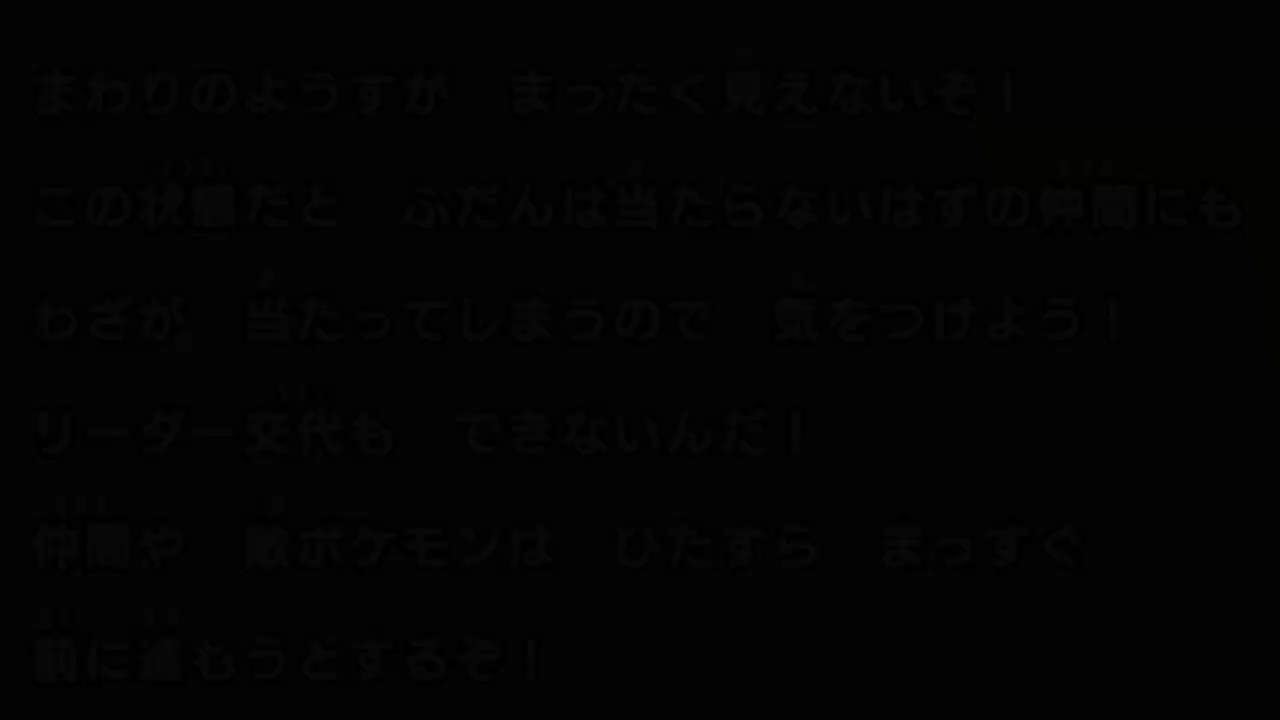 まわりのようすが　まったく見えないぞ！
この状態だと　ふだんは当たらないはずの仲間にも
わざが　当たってしまうので　気をつけよう！
リーダー交代も　できないんだ！
仲間や　敵ポケモンは　ひたすら　まっすぐ
前に進もうとするぞ！